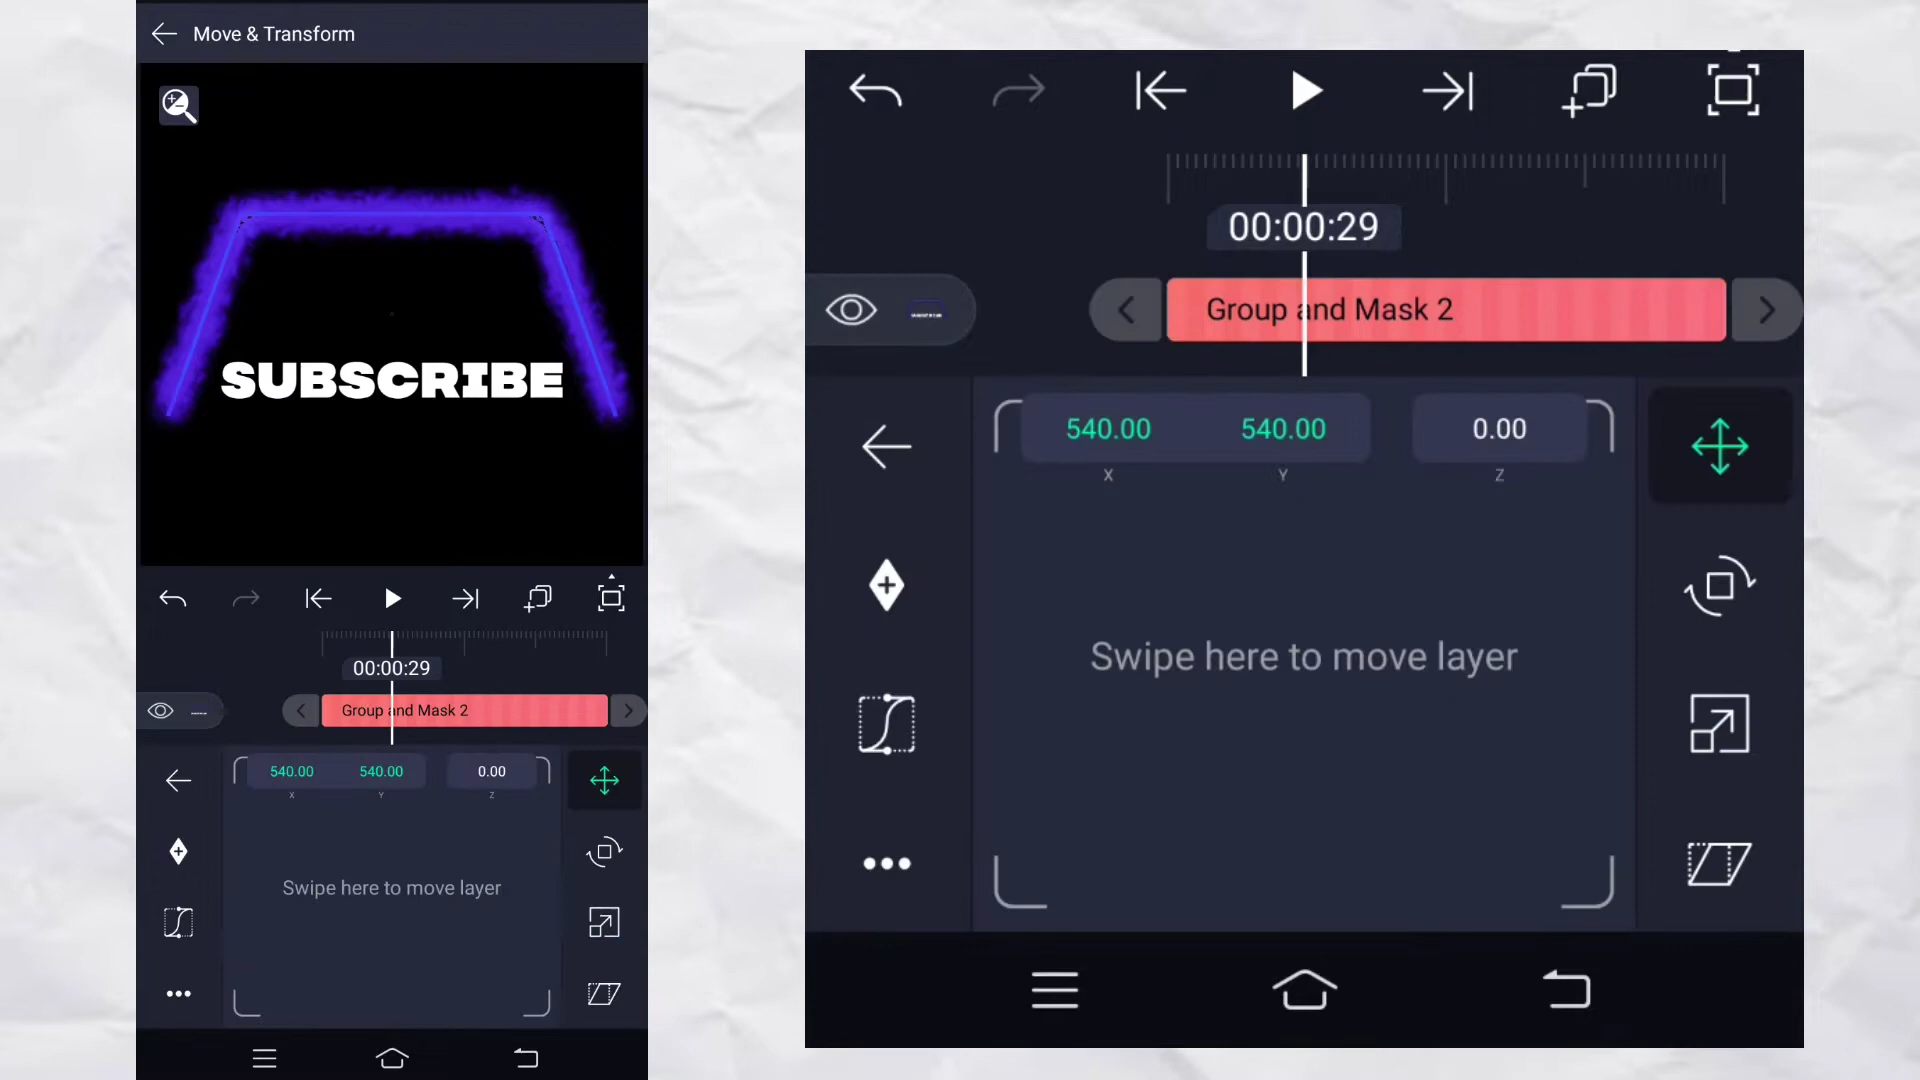 Move & Transform
SUBSCRIBE
00:00:29
Group and Mask 2
540.00 540.00 0.00
X Y Z
Swipe here to move layer
00:00:29
Group and Mask 2
540.00 540.00 0.00
X Y Z
Swipe here to move layer